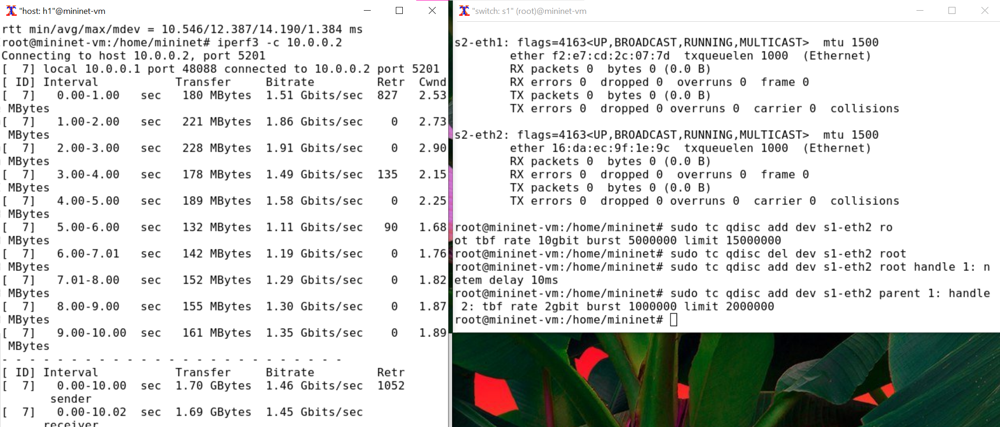 "host: h1"@mininet-vm
rtt min/avg/max/mdev = 10.546/12.387/14.190/1.384 ms
root@mininet-vm:/home/mininet# iperf3 -c 10.0.0.2
Connecting to host 10.0.0.2, port 5201
[  7] local 10.0.0.1 port 48088 connected to 10.0.0.2 port 5201
[ ID] Interval           Transfer     Bitrate         Retr  Cwnd
[  7]   0.00-1.00   sec   180 MBytes  1.51 Gbits/sec  827   2.53
MBytes
[  7]   1.00-2.00   sec   221 MBytes  1.86 Gbits/sec    0   2.73
MBytes
[  7]   2.00-3.00   sec   228 MBytes  1.91 Gbits/sec    0   2.90
MBytes
[  7]   3.00-4.00   sec   178 MBytes  1.49 Gbits/sec  135   2.15
MBytes
[  7]   4.00-5.00   sec   189 MBytes  1.58 Gbits/sec    0   2.25
MBytes
[  7]   5.00-6.00   sec   132 MBytes  1.11 Gbits/sec   90   1.68
MBytes
[  7]   6.00-7.01   sec   142 MBytes  1.19 Gbits/sec    0   1.76
MBytes
[  7]   7.01-8.00   sec   152 MBytes  1.29 Gbits/sec    0   1.82
MBytes
[  7]   8.00-9.00   sec   155 MBytes  1.30 Gbits/sec    0   1.87
MBytes
[  7]   9.00-10.00  sec   161 MBytes  1.35 Gbits/sec    0   1.89
MBytes
- - - - - - - - - - - - - - - - - - - - - - - - -
[ ID] Interval           Transfer     Bitrate         Retr
[  7]   0.00-10.00  sec  1.70 GBytes  1.46 Gbits/sec  1052
sender
[  7]   0.00-10.02  sec  1.69 GBytes  1.45 Gbits/sec
receiver
"switch: s1" (root)@mininet-vm
s2-eth1: flags=4163<UP,BROADCAST,RUNNING,MULTICAST>  mtu 1500
ether f2:e7:cd:2c:07:7d  txqueuelen 1000  (Ethernet)
RX packets 0  bytes 0 (0.0 B)
RX errors 0  dropped 0  overruns 0  frame 0
TX packets 0  bytes 0 (0.0 B)
TX errors 0  dropped 0 overruns 0  carrier 0  collisions
s2-eth2: flags=4163<UP,BROADCAST,RUNNING,MULTICAST>  mtu 1500
ether 16:da:ec:9f:1e:9c  txqueuelen 1000  (Ethernet)
RX packets 0  bytes 0 (0.0 B)
RX errors 0  dropped 0  overruns 0  frame 0
TX packets 0  bytes 0 (0.0 B)
TX errors 0  dropped 0 overruns 0  carrier 0  collisions
root@mininet-vm:/home/mininet# sudo tc qdisc add dev s1-eth2 ro
ot tbf rate 10gbit burst 5000000 limit 15000000
root@mininet-vm:/home/mininet# sudo tc qdisc del dev s1-eth2 root
root@mininet-vm:/home/mininet# sudo tc qdisc add dev s1-eth2 root handle 1: n
etem delay 10ms
root@mininet-vm:/home/mininet# sudo tc qdisc add dev s1-eth2 parent 1: handle
2: tbf rate 2gbit burst 1000000 limit 2000000
root@mininet-vm:/home/mininet#